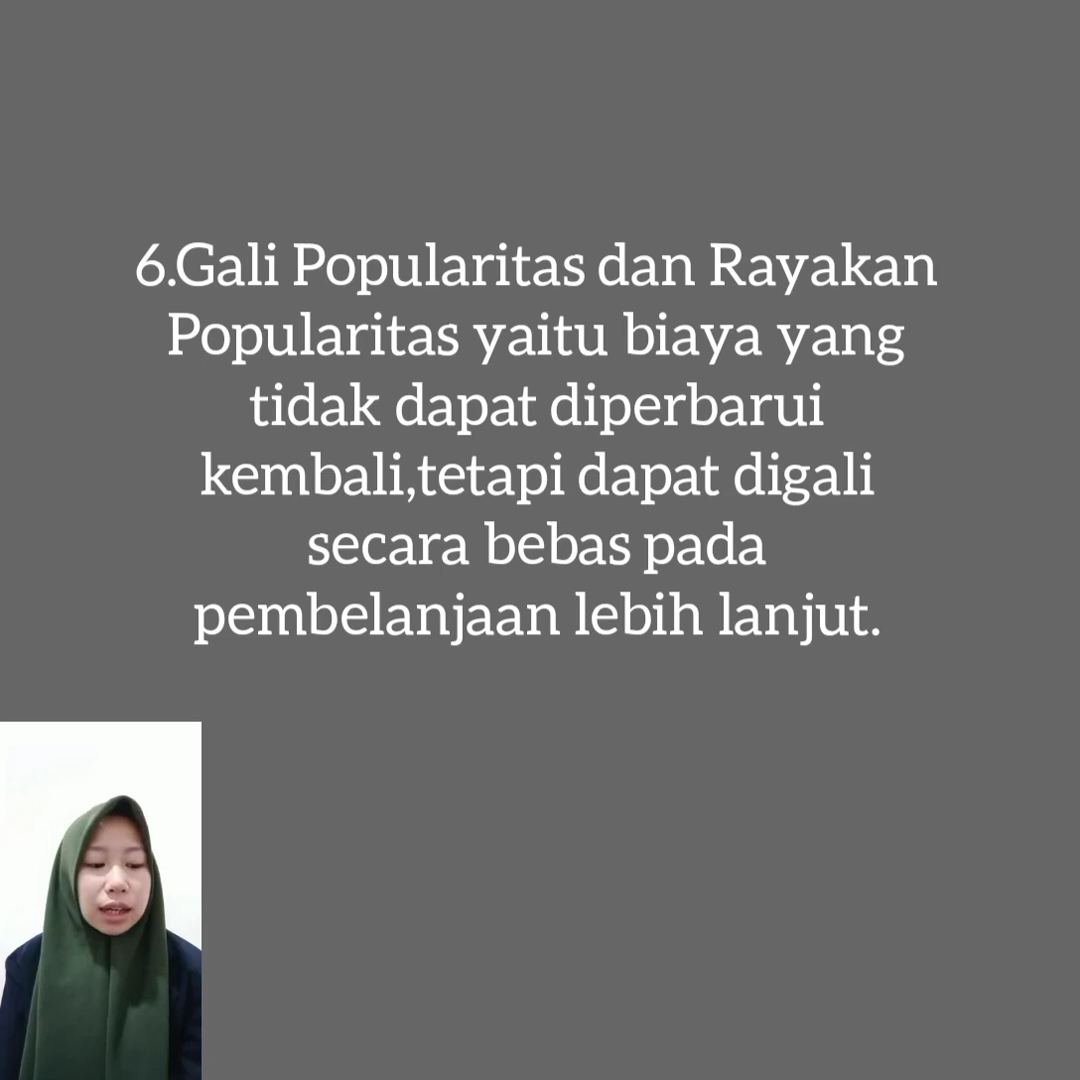 6.Gali Popularitas dan Rayakan
Popularitas yaitu biaya yang
tidak dapat diperbarui
kembali,tetapi dapat digali
secara bebas pada
pembelanjaan lebih lanjut.